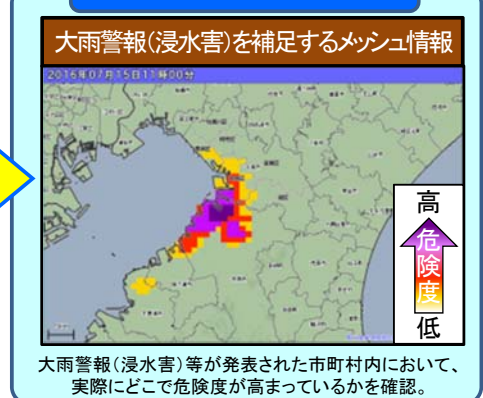 大雨警報(浸水害)を補足するメッシュ情報
2016年07月15日11時00分
高
危険度
低
大雨警報(浸水害)等が発表された市町村内において、
実際にどこで危険度が高まっているかを確認。